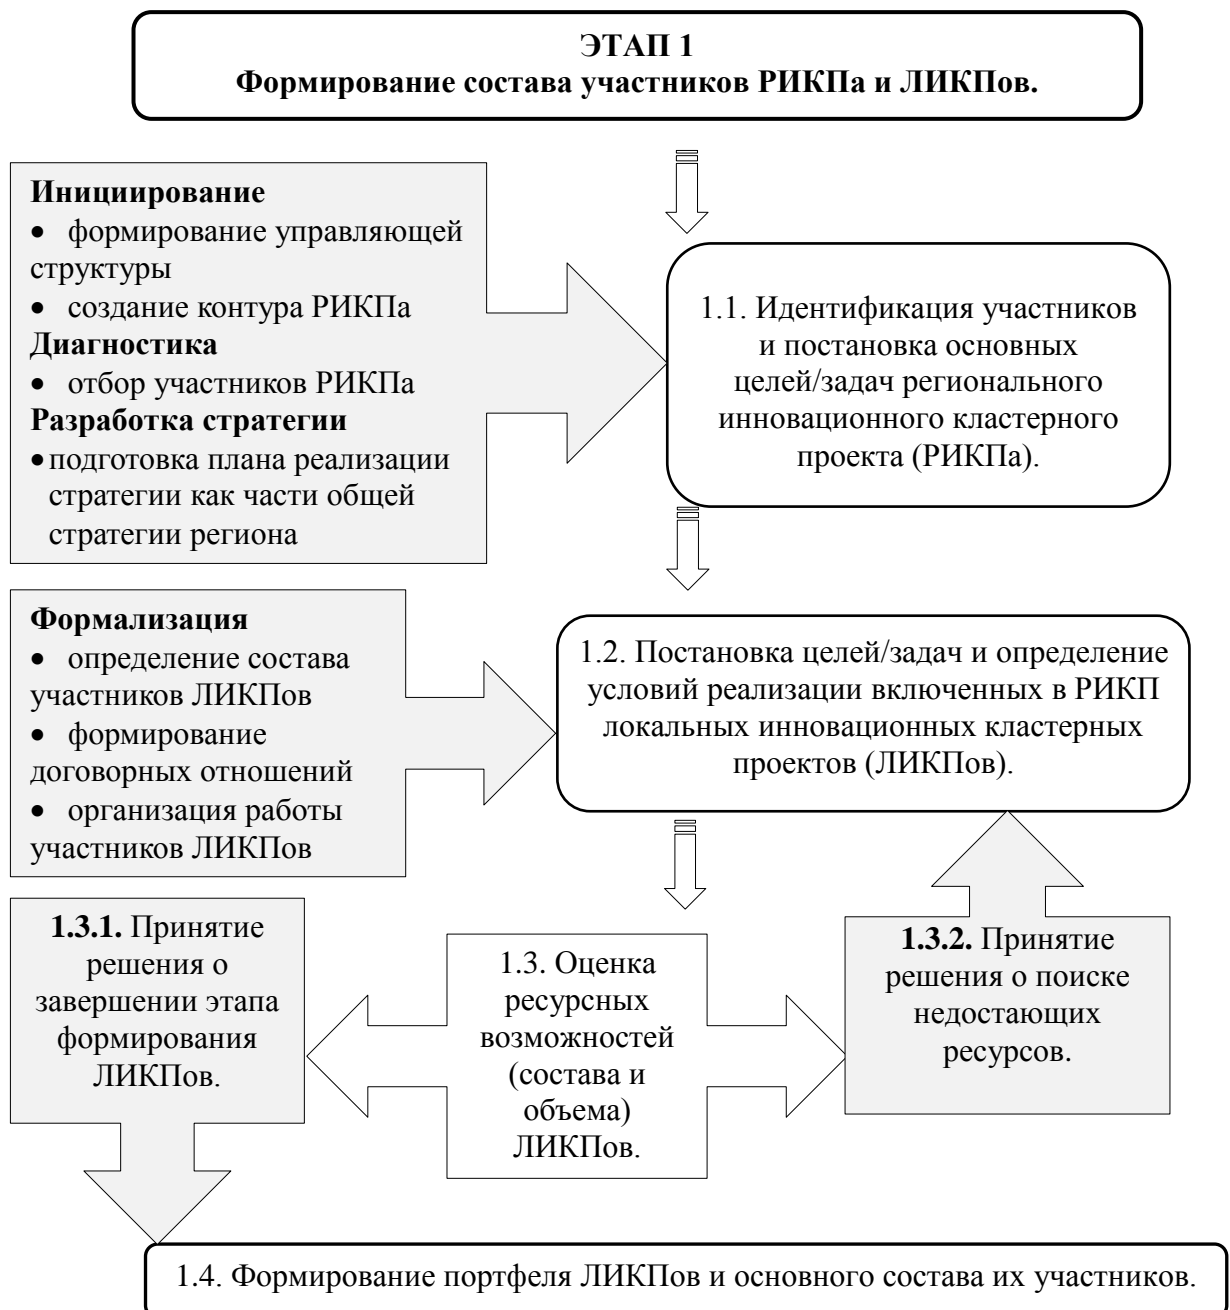 ЭТАП 1
Формирование состава участников РИКПа и ЛИКПов.
Инициирование
• формирование управляющей
структуры
• создание контура РИКПа
Диагностика
• отбор участников РИКПа
Разработка стратегии
• подготовка плана реализации
стратегии как части общей
стратегии региона
1.1. Идентификация участников
и постановка основных
целей/задач регионального
инновационного кластерного
проекта (РИКПа).
Формализация
• определение состава
участников ЛИКПов
• формирование
договорных отношений
• организация работы
участников ЛИКПов
1.2. Постановка целей/задач и определение
условий реализации включенных в РИКП
локальных инновационных кластерных
проектов (ЛИКПов).
1.3.1. Принятие
решения о
завершении этапа
формирования
ЛИКПов.
1.3. Оценка
ресурсных
возможностей
(состава и
объема)
ЛИКПов.
1.3.2. Принятие
решения о поиске
недостающих
ресурсов.
1.4. Формирование портфеля ЛИКПов и основного состава их участников.